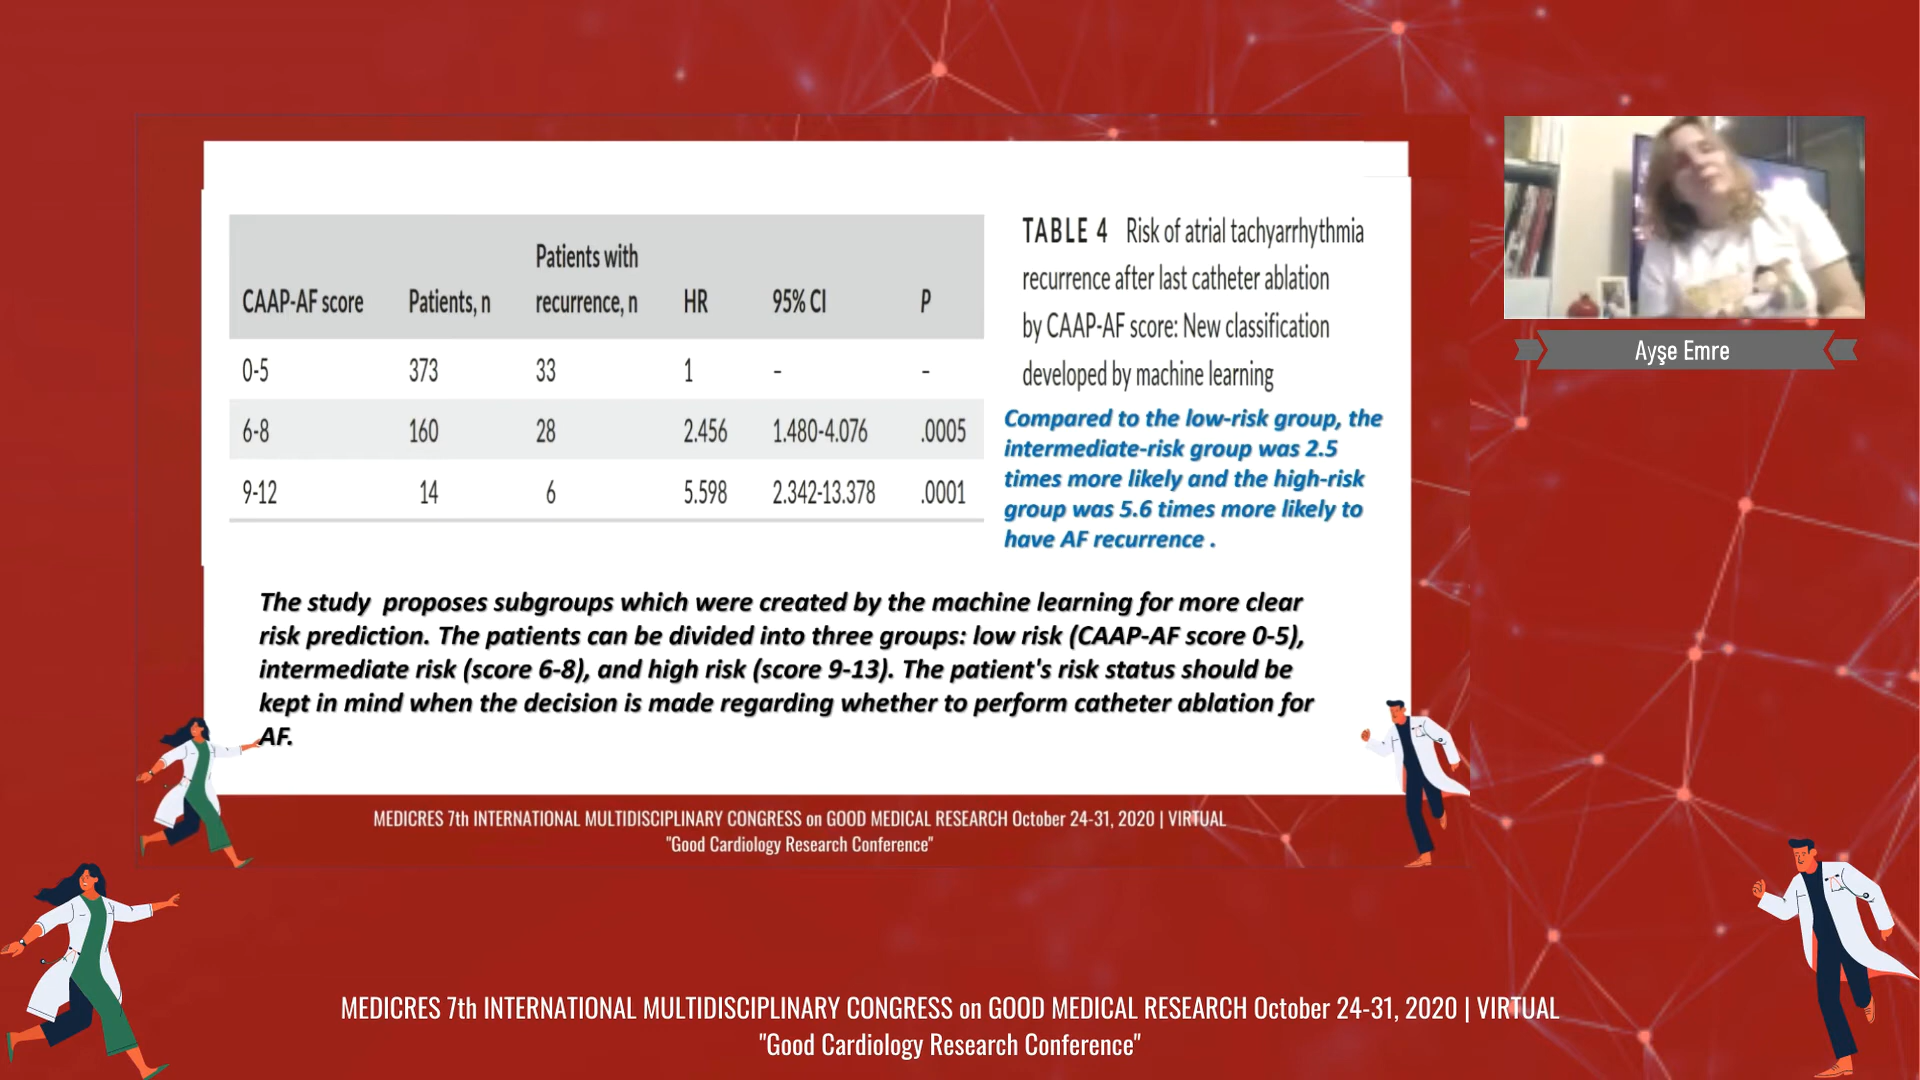 CAAP-AF score Patients, n Patients with recurrence, n HR 95% CI P
0-5 373 33 1 – –
6-8 160 28 2.456 1.480-4.076 .0005
9-12 14 6 5.598 2.342-13.378 .0001
TABLE 4 Risk of atrial tachyarrhythmia
recurrence after last catheter ablation
by CAAP-AF score: New classification
developed by machine learning
Compared to the low-risk group, the
intermediate-risk group was 2.5
times more likely and the high-risk
group was 5.6 times more likely to
have AF recurrence .
The study proposes subgroups which were created by the machine learning for more clear
risk prediction. The patients can be divided into three groups: low risk (CAAP-AF score 0-5),
intermediate risk (score 6-8), and high risk (score 9-13). The patient's risk status should be
kept in mind when the decision is made regarding whether to perform catheter ablation for
AF.
MEDICRES 7th INTERNATIONAL MULTIDISCIPLINARY CONGRESS on GOOD MEDICAL RESEARCH October 24-31, 2020 | VIRTUAL
"Good Cardiology Research Conference"
Ayşe Emre
MEDICRES 7th INTERNATIONAL MULTIDISCIPLINARY CONGRESS on GOOD MEDICAL RESEARCH October 24-31, 2020 | VIRTUAL
"Good Cardiology Research Conference"